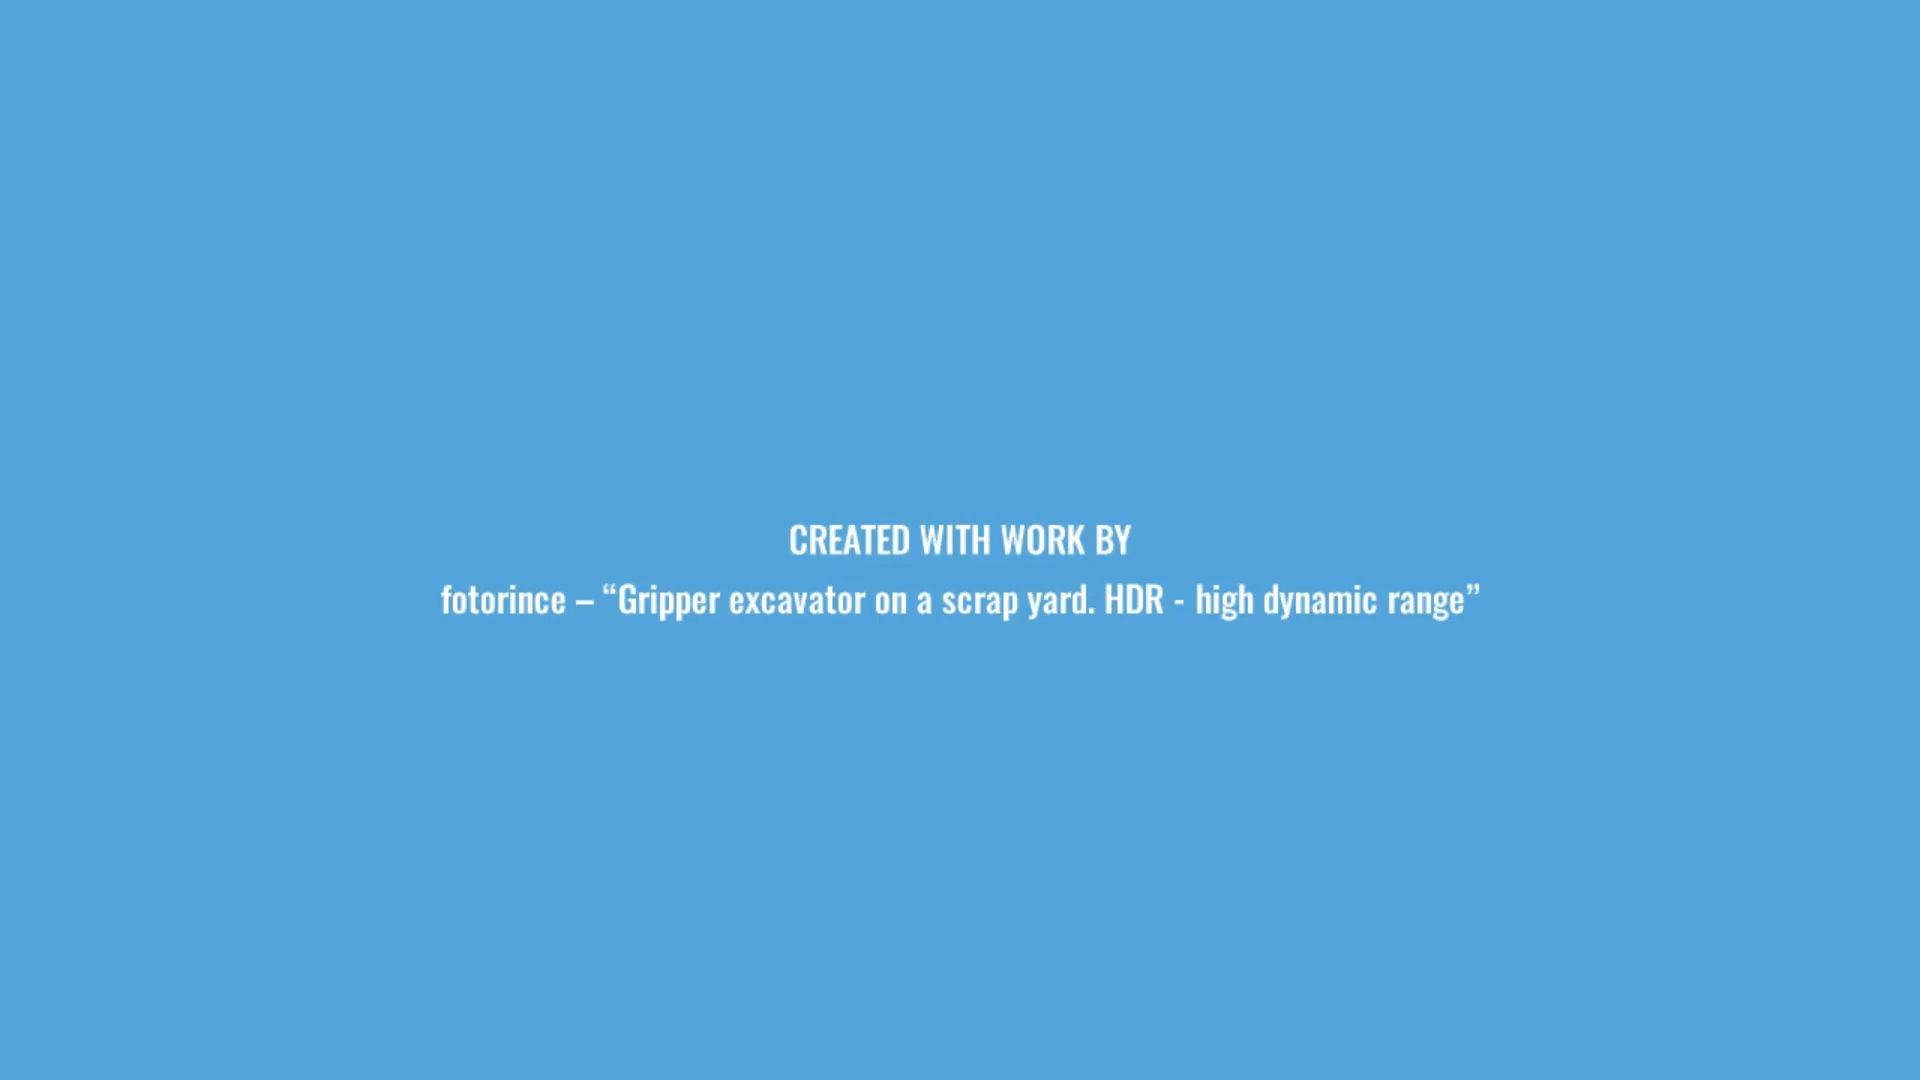 CREATED WITH WORK BY
fotorince – “Gripper excavator on a scrap yard. HDR - high dynamic range”